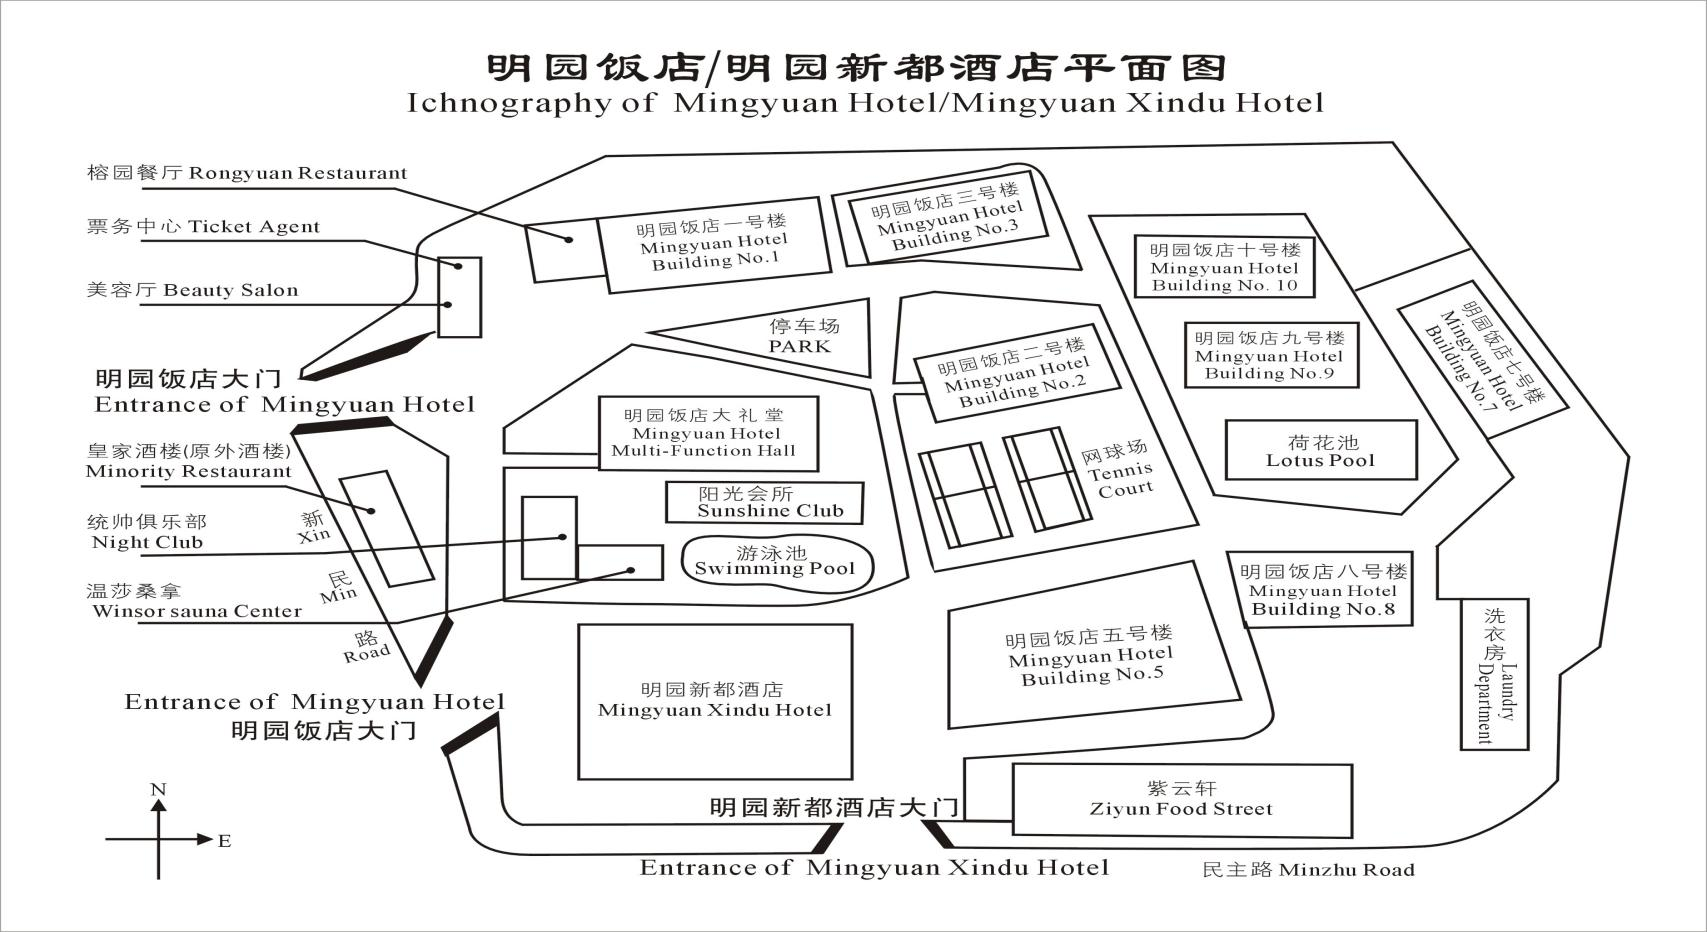 明园饭店/明园新都酒店平面图
Ichnography of Mingyuan Hotel/Mingyuan Xindu Hotel
榕园餐厅 Rongyuan Restaurant
票务中心 Ticket Agent
美容厅 Beauty Salon
明园饭店大门
Entrance of Mingyuan Hotel
皇家酒楼(原外酒楼)
Minority Restaurant
统帅俱乐部
Night Club
温莎桑拿
Winsor sauna Center
新
Xin
民
Min
路
Road
Entrance of Mingyuan Hotel
明园饭店大门
N
E
明园饭店一号楼
Mingyuan Hotel
Building No.1
明园饭店三号楼
Mingyuan Hotel
Building No.3
停车场
PARK
明园饭店二号楼
Mingyuan Hotel
Building No.2
明园饭店大礼堂
Mingyuan Hotel
Multi-Function Hall
阳光会所
Sunshine Club
游泳池
Swimming Pool
网球场
Tennis
Court
明园饭店十号楼
Mingyuan Hotel
Building No. 10
明园饭店九号楼
Mingyuan Hotel
Building No.9
明园饭店七号楼
Mingyuan Hotel
Building No.7
荷花池
Lotus Pool
明园饭店八号楼
Mingyuan Hotel
Building No.8
明园饭店五号楼
Mingyuan Hotel
Building No.5
洗衣房
Laundry
Department
明园新都酒店
Mingyuan Xindu Hotel
紫云轩
Ziyun Food Street
明园新都酒店大门
Entrance of Mingyuan Xindu Hotel
民主路 Minzhu Road